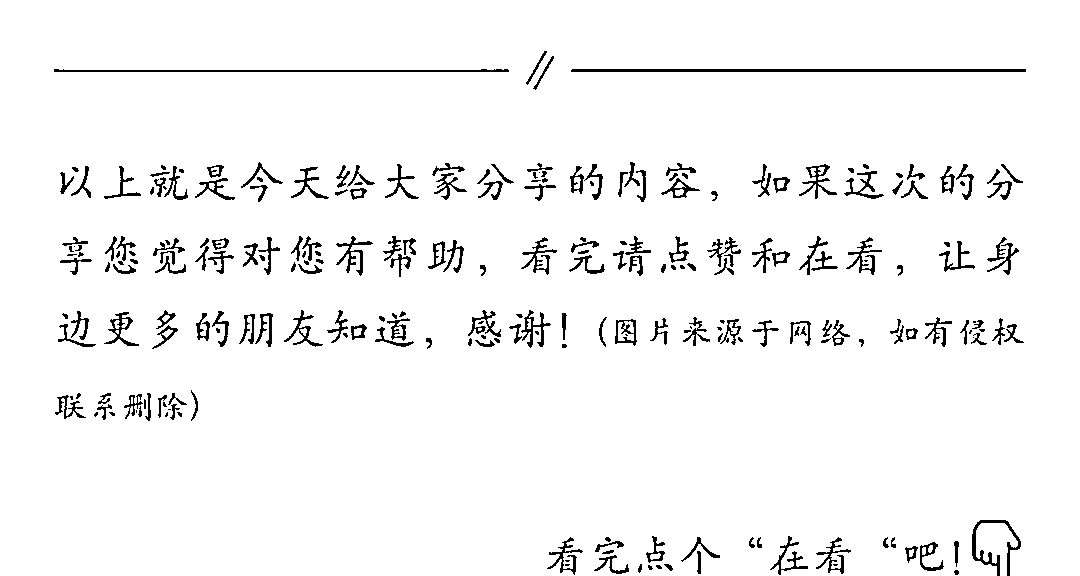 以上就是今天给大家分享的内容，如果这次的分
享您觉得对您有帮助，看完请点赞和在看，让身
边更多的朋友知道，感谢！(图片来源于网络，如有侵权
联系删除)
看完点个“在看“吧！